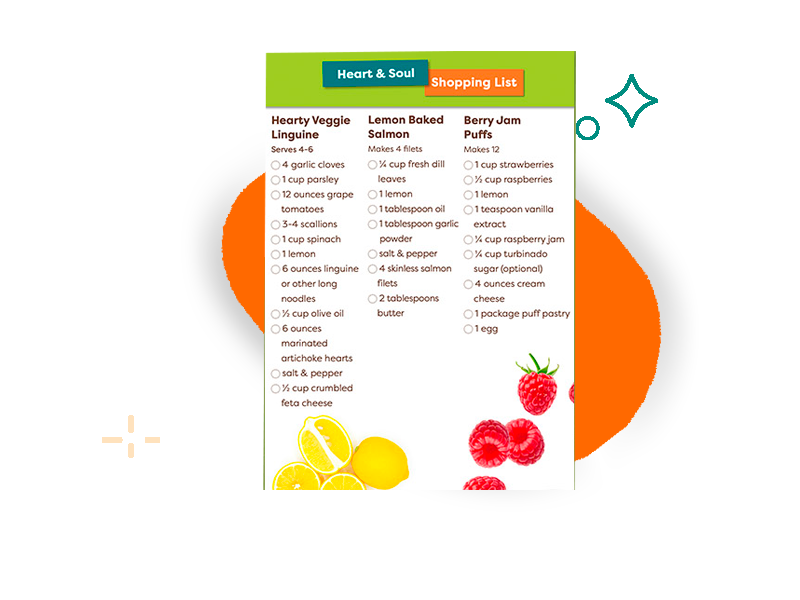 Heart & Soul
Shopping List
Hearty Veggie
Linguine
Serves 4-6
4 garlic cloves
1 cup parsley
12 ounces grape
tomatoes
3-4 scallions
1 cup spinach
1 lemon
6 ounces linguine
or other long
noodles
½ cup olive oil
6 ounces
marinated
artichoke hearts
salt & pepper
½ cup crumbled
feta cheese
Lemon Baked
Salmon
Makes 4 filets
¼ cup fresh dill
leaves
1 lemon
1 tablespoon oil
1 tablespoon garlic
powder
salt & pepper
4 skinless salmon
filets
2 tablespoons
butter
Berry Jam
Puffs
Makes 12
1 cup strawberries
½ cup raspberries
1 lemon
1 teaspoon vanilla
extract
¼ cup raspberry jam
¼ cup turbinado
sugar (optional)
4 ounces cream
cheese
1 package puff pastry
1 egg